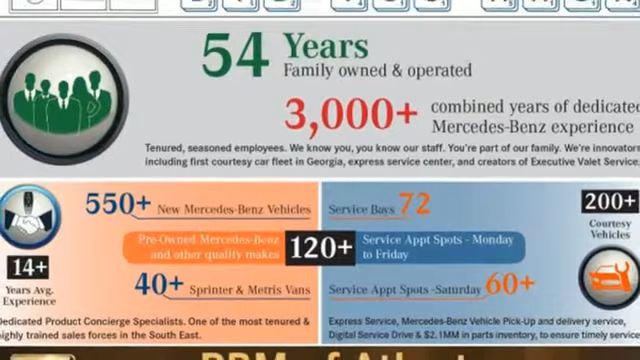 54 Years
Family owned & operated
3,000+ combined years of dedicated
Mercedes-Benz experience
Tenured, seasoned employees. We know you, you know our staff. You're part of our family. We're innovators
including first courtesy car fleet in Georgia, express service center, and creators of Executive Valet Service.
550+ New Mercedes-Benz Vehicles
Pre-Owned Mercedes-Benz
and other quality makes
120+
40+ Sprinter & Metris Vans
14+
Years Avg.
Experience
Dedicated Product Concierge Specialists. One of the most tenured &
highly trained sales forces in the South East.
Service Bays 72
Service Appt Spots - Monday
to Friday
Service Appt Spots -Saturday 60+
200+
Courtesy
Vehicles
Express Service, Mercedes-Benz Vehicle Pick-Up and delivery service,
Digital Service Drive & $2.1MM in parts inventory, to ensure timely service